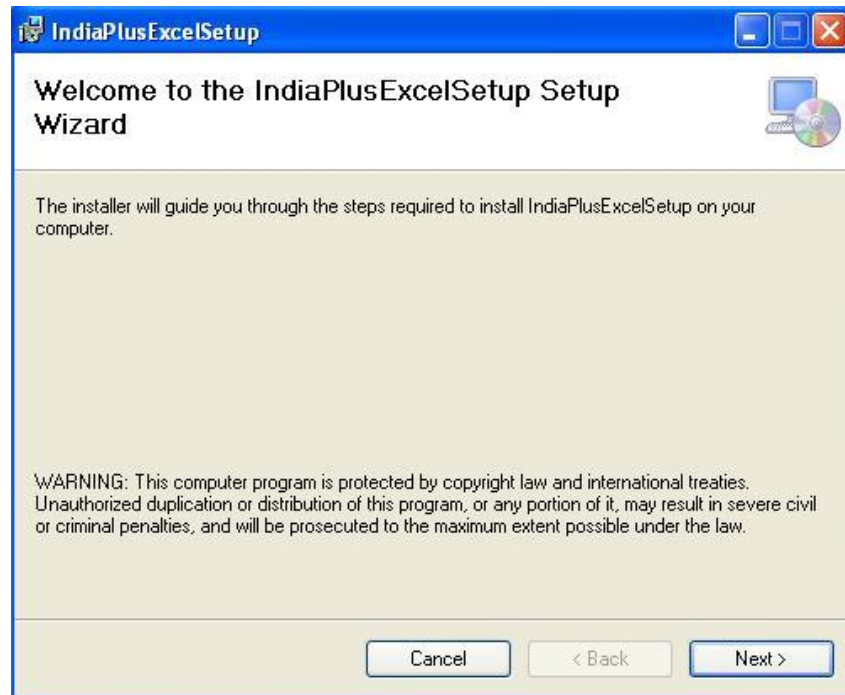 IndiaPlusExcelSetup
Welcome to the IndiaPlusExcelSetup Setup
Wizard
The installer will guide you through the steps required to install IndiaPlusExcelSetup on your
computer.
WARNING: This computer program is protected by copyright law and international treaties.
Unauthorized duplication or distribution of this program, or any portion of it, may result in severe civil
or criminal penalties, and will be prosecuted to the maximum extent possible under the law.
Cancel < Back Next >